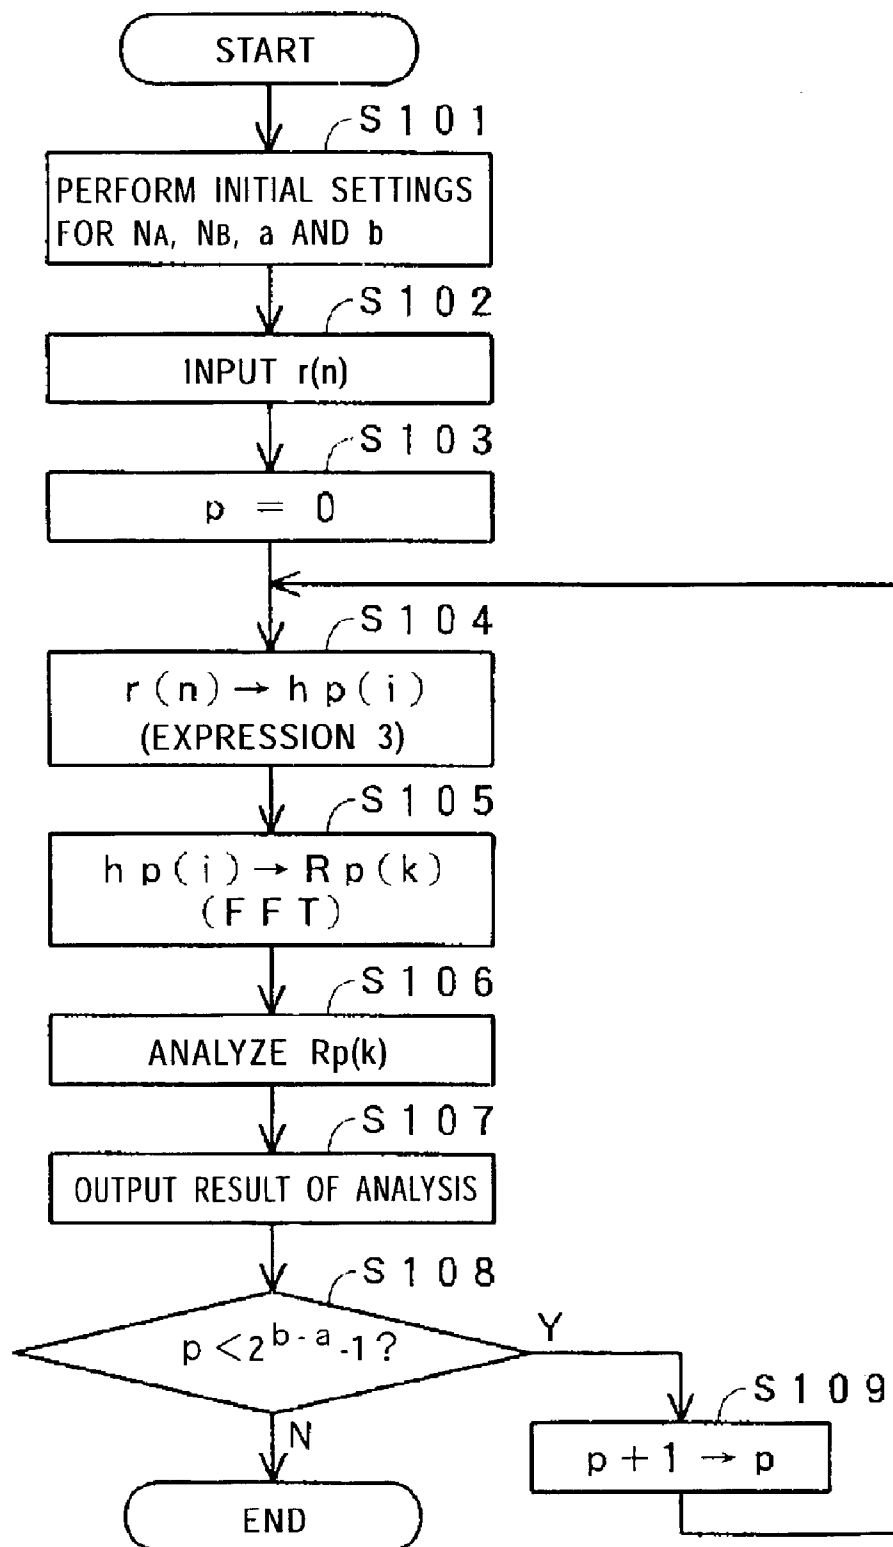 START
S101
PERFORM INITIAL SETTINGS
FOR NA, NB, a AND b
S102
INPUT r(n)
S103
p = 0
S104
r(n)→hp(i)
(EXPRESSION 3)
S105
hp(i)→Rp(k)
(FFT)
S106
ANALYZE Rp(k)
S107
OUTPUT RESULT OF ANALYSIS
S108
p<2^b-a-1?
Y
S109
p+1→p
N
END